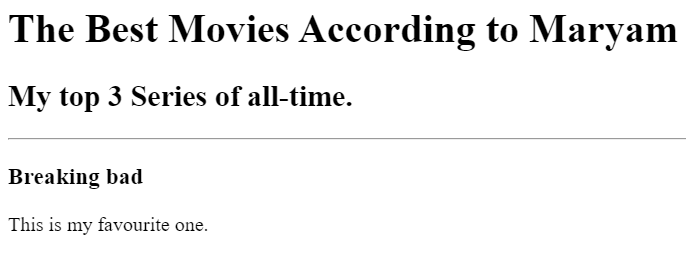 The Best Movies According to Maryam
My top 3 Series of all-time.
Breaking bad
This is my favourite one.